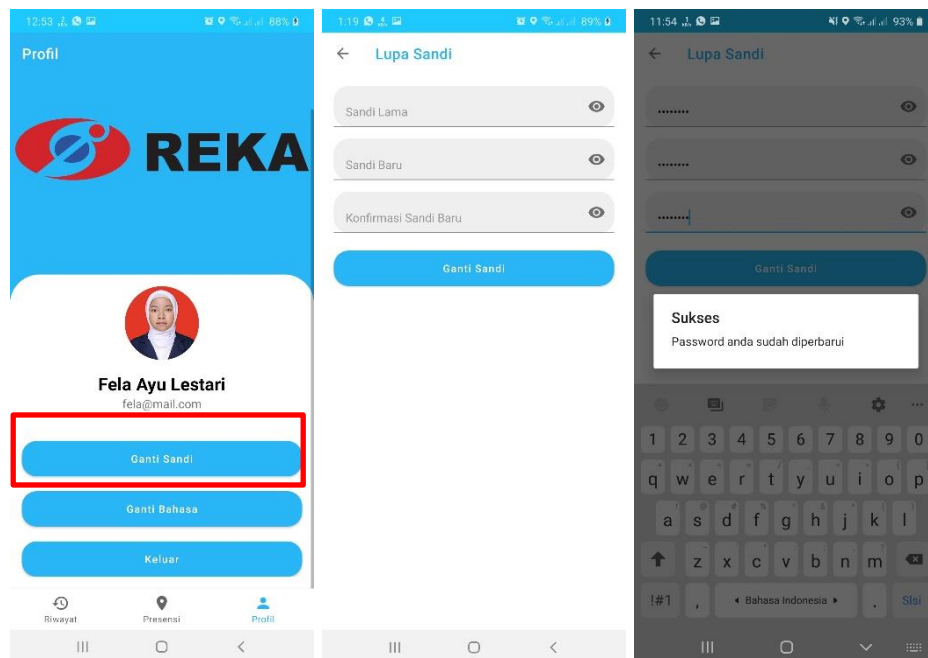 12:53 88%
Profil
REKA
Fela Ayu Lestari
fela@mail.com
Ganti Sandi
Ganti Bahasa
Keluar
Riwayat Presensi Profil
1:19 89%
Lupa Sandi
Sandi Lama
Sandi Baru
Konfirmasi Sandi Baru
Ganti Sandi
11:54 93%
Lupa Sandi
........
........
........
Ganti Sandi
Sukses
Password anda sudah diperbarui
1 2 3 4 5 6 7 8 9 0
q w e r t y u i o p
a s d f g h j k l
z x c v b n m
!#1 , Bahasa Indonesia . Slsi